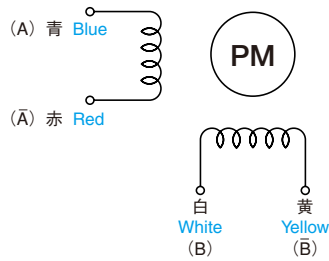 (A) 青 Blue
PM
(Ā) 赤 Red
白 黄
White Yellow
(B) (B̄)